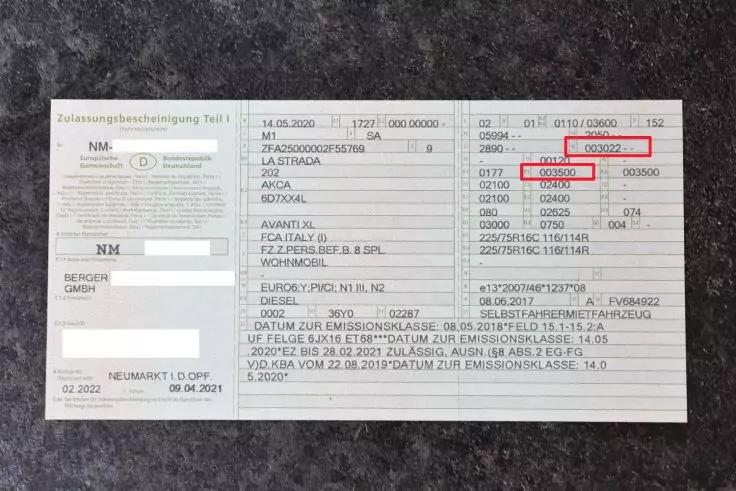 Zulassungsbescheinigung Teil I
(Fahrzeugschein)
NM-
Europäische Gemeinschaft
D
Bundesrepublik Deutschland
NM
BERGER
GMBH
02.2022
NEUMARKT I.D.OPF.
09.04.2021
14.05.2020 1727 000 00000 -
M1 SA
ZFA25000002F55769 9
LA STRADA
202
AKCA
6D7XX4L
AVANTI XL
FCA ITALY (I)
FZ.Z.PERS.BEF.B. 8 SPL.
WOHNMOBIL
-
EURO6;Y;PI/CI; N1 III, N2
DIESEL
0002 36Y0 02287
02 01 0110 / 03600 152
05994 - - 2050 - -
2890 - - 003022 - -
- 00120 -
0177 003500 003500
02100 02400 -
02100 02400 -
080 02625 074
03000 0750 004 -
225/75R16C 116/114R
225/75R16C 116/114R
-
-
e13*2007/46*1237*08
08.06.2017 A FV684922
SELBSTFAHRERMIETFAHRZEUG
DATUM ZUR EMISSIONSKLASSE: 08.05.2018*FELD 15.1-15.2:A
UF FELGE 6JX16 ET68***DATUM ZUR EMISSIONSKLASSE: 14.05
.2020*EZ BIS 28.02.2021 ZULÄSSIG, AUSN.(§8 ABS.2 EG-FG
V)D.KBA VOM 22.08.2019*DATUM ZUR EMISSIONSKLASSE: 14.0
5.2020*